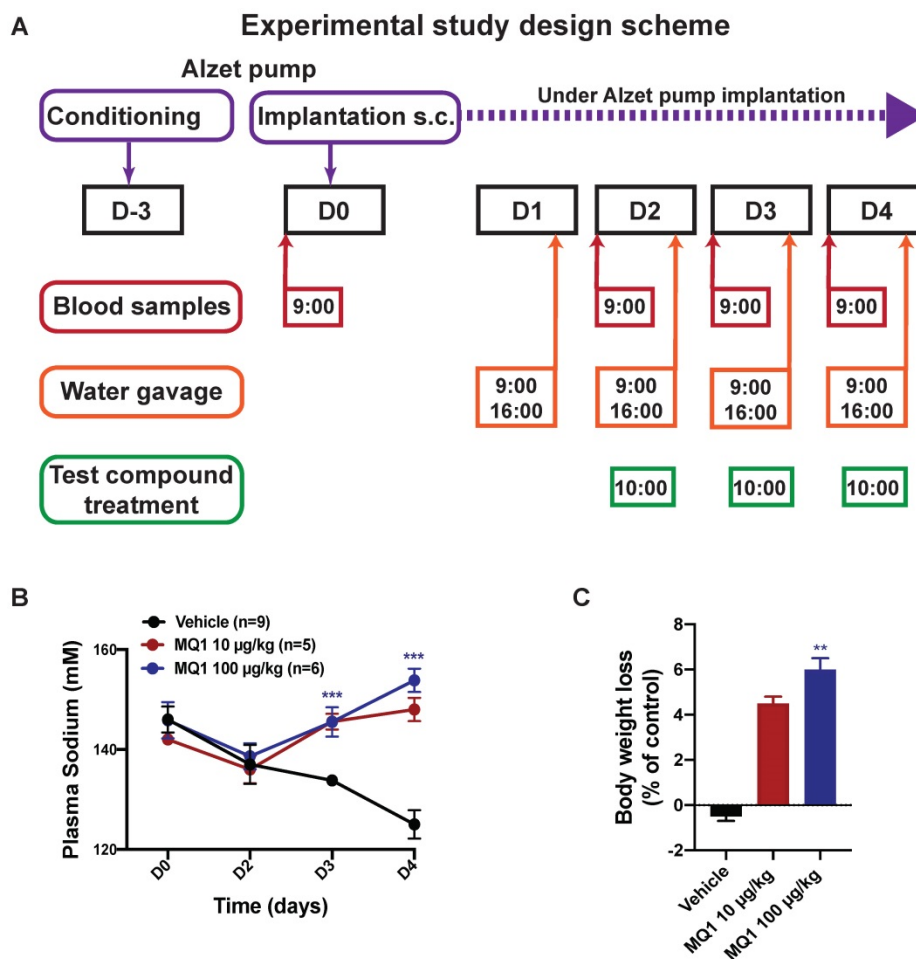 A
Experimental study design scheme
Alzet pump
Conditioning
Implantation s.c.
Under Alzet pump implantation
D-3
D0
D1
D2
D3
D4
Blood samples
9:00
9:00
9:00
9:00
Water gavage
9:00
16:00
9:00
16:00
9:00
16:00
9:00
16:00
Test compound
treatment
10:00
10:00
10:00
B
Vehicle (n=9)
MQ1 10 µg/kg (n=5)
MQ1 100 µg/kg (n=6)
Plasma Sodium (mM)
160
140
120
***
***
D0
D2
D3
D4
Time (days)
C
Body weight loss
(% of control)
8
6
4
2
0
-2
**
Vehicle
MQ1 10 µg/kg
MQ1 100 µg/kg